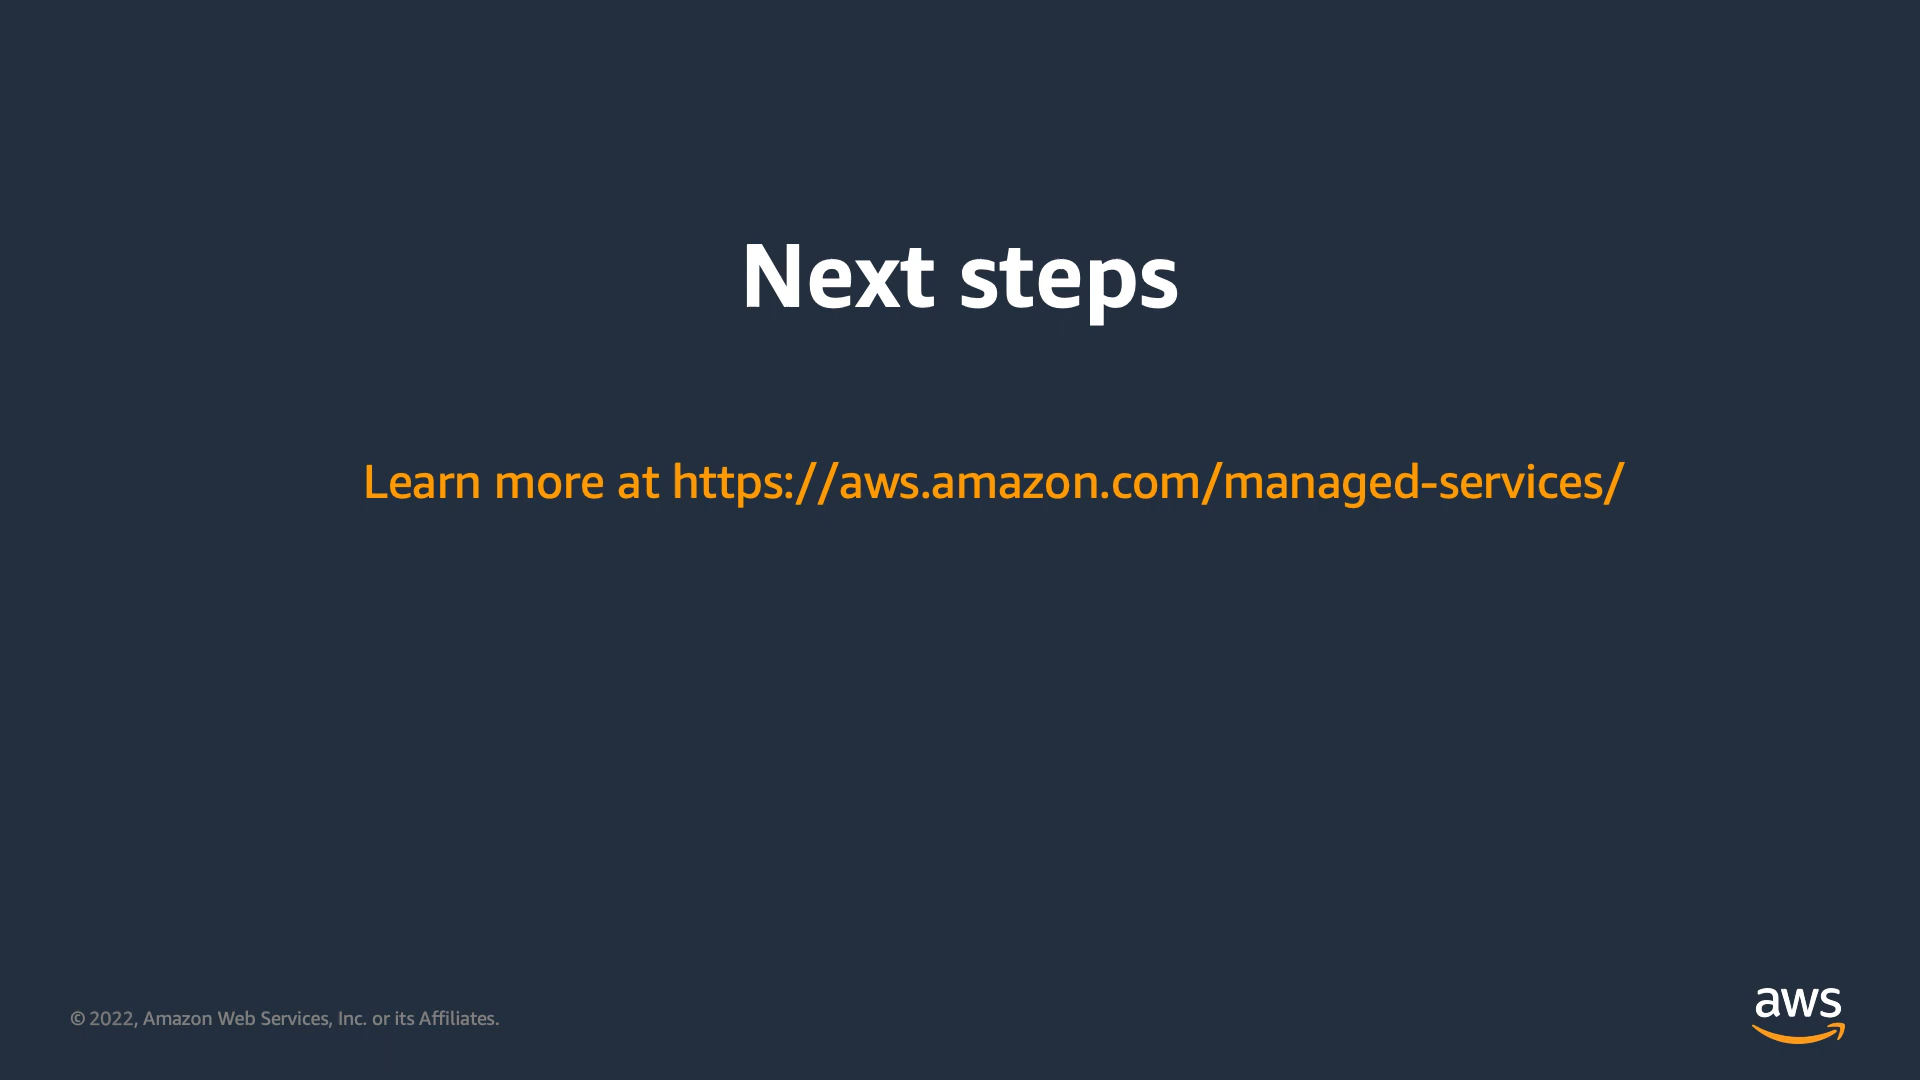 Next steps
Learn more at https://aws.amazon.com/managed-services/
© 2022, Amazon Web Services, Inc. or its Affiliates.
aws